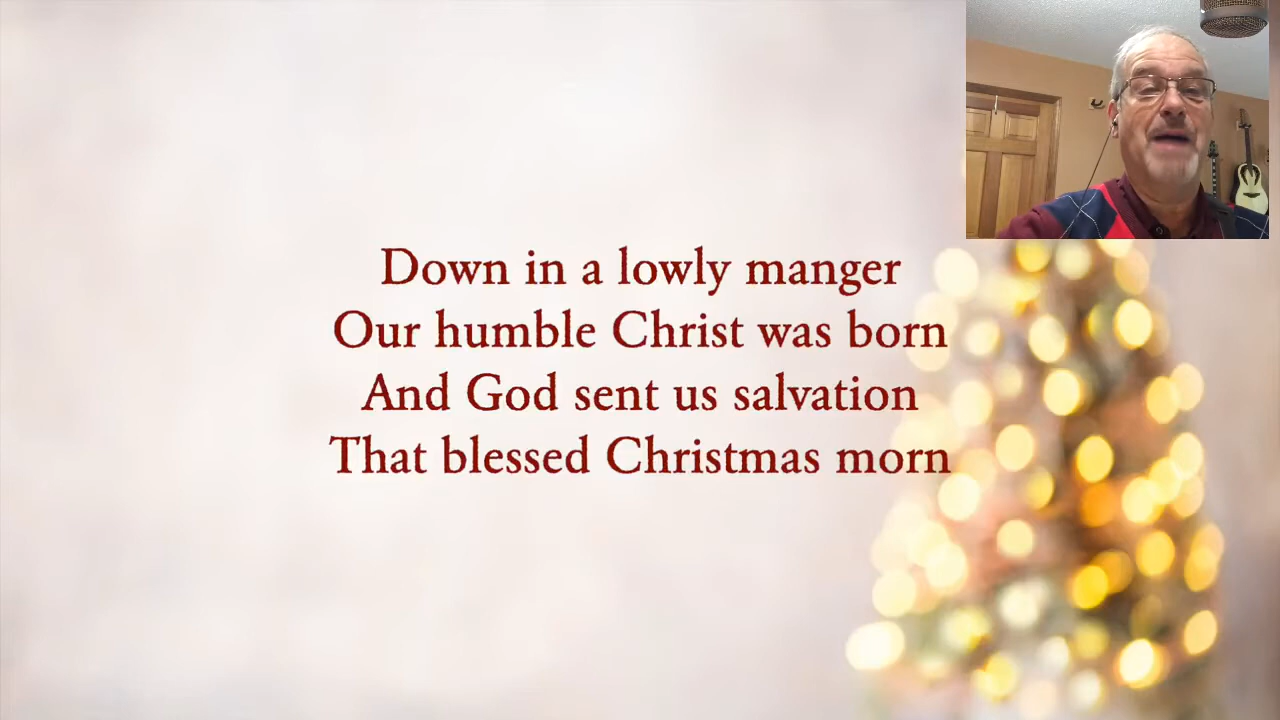 Down in a lowly manger
Our humble Christ was born
And God sent us salvation
That blessed Christmas morn